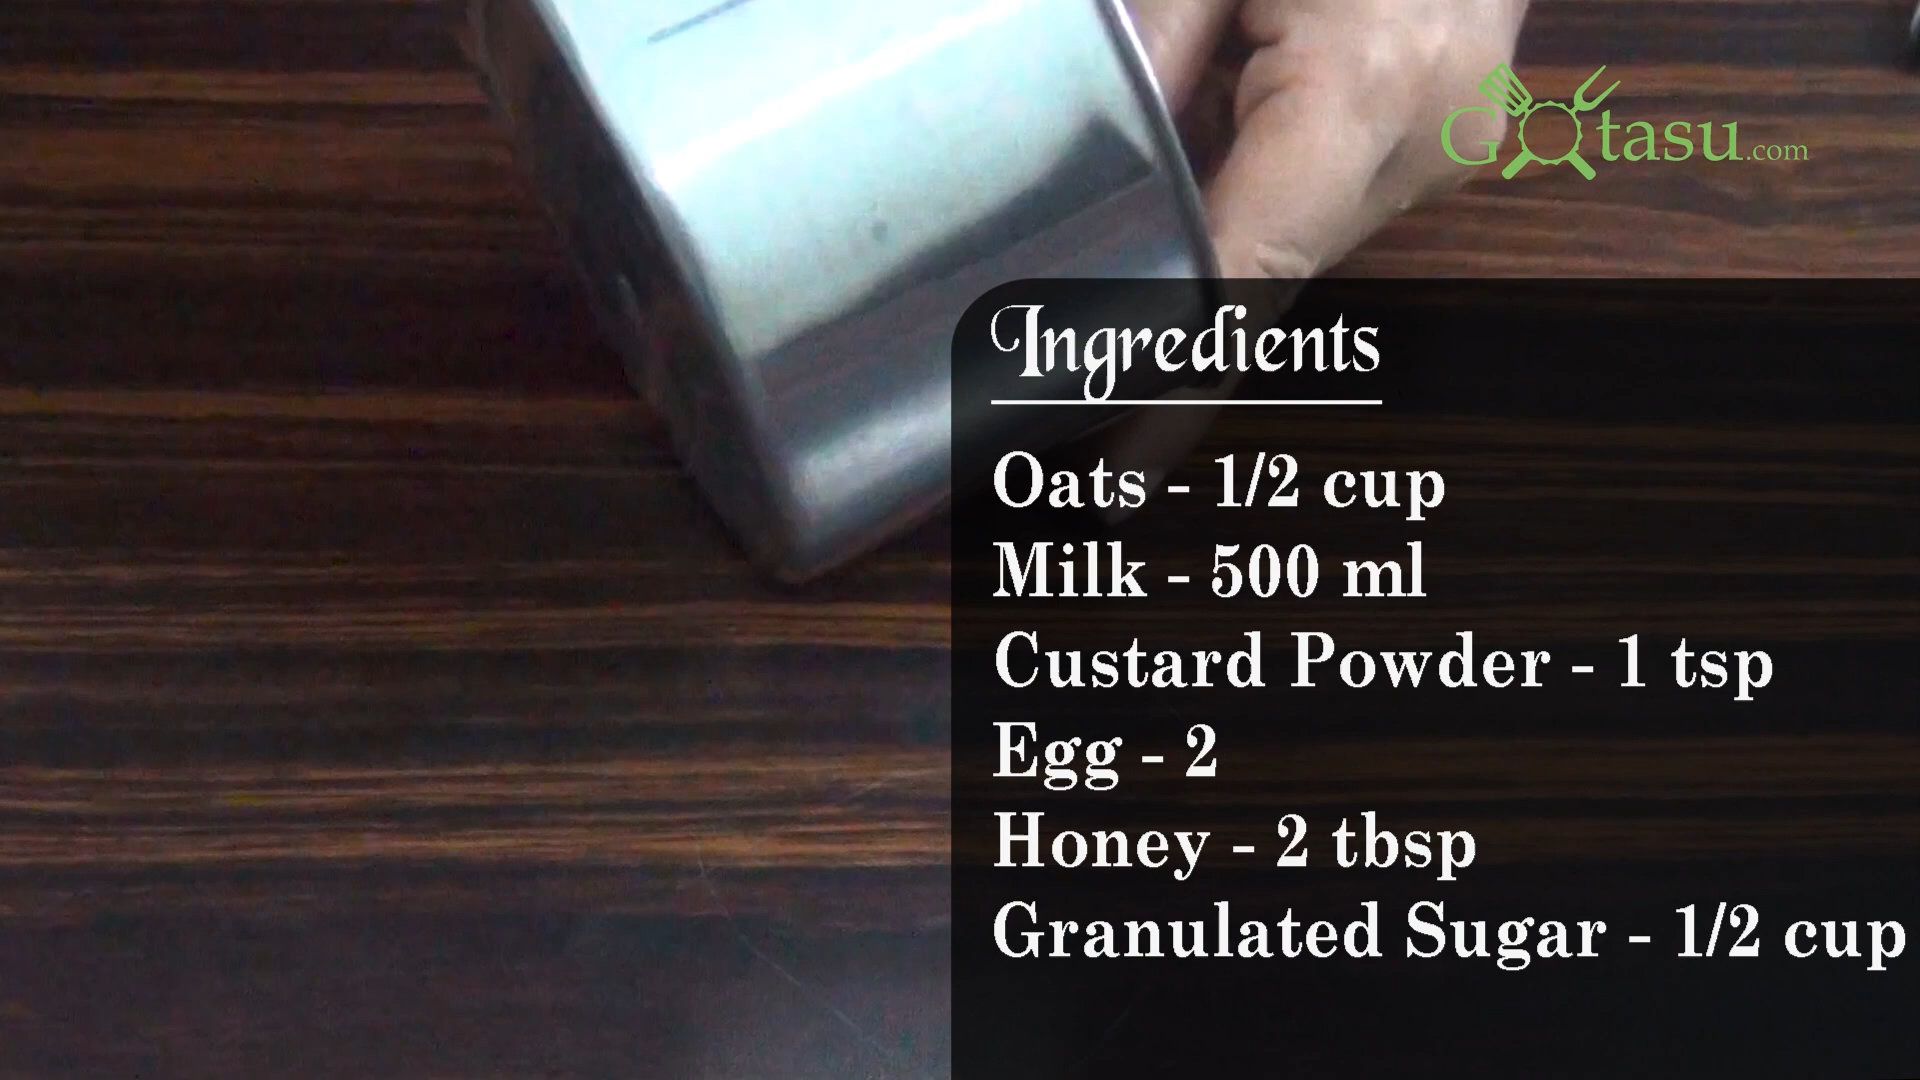 Gotasu.com
Ingredients
Oats - 1/2 cup
Milk - 500 ml
Custard Powder - 1 tsp
Egg - 2
Honey - 2 tbsp
Granulated Sugar - 1/2 cup